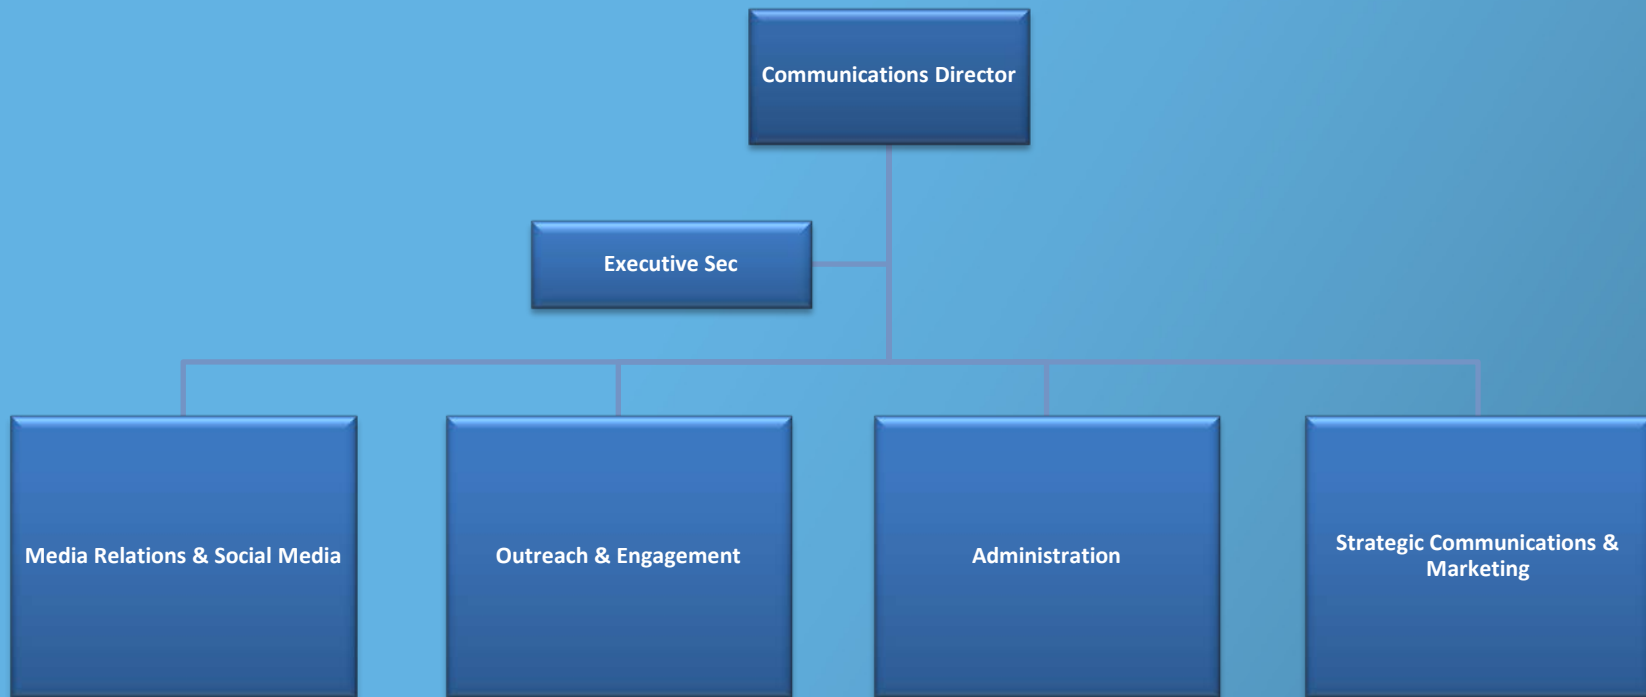 Communications Director
Executive Sec
Media Relations & Social Media
Outreach & Engagement
Administration
Strategic Communications &
Marketing